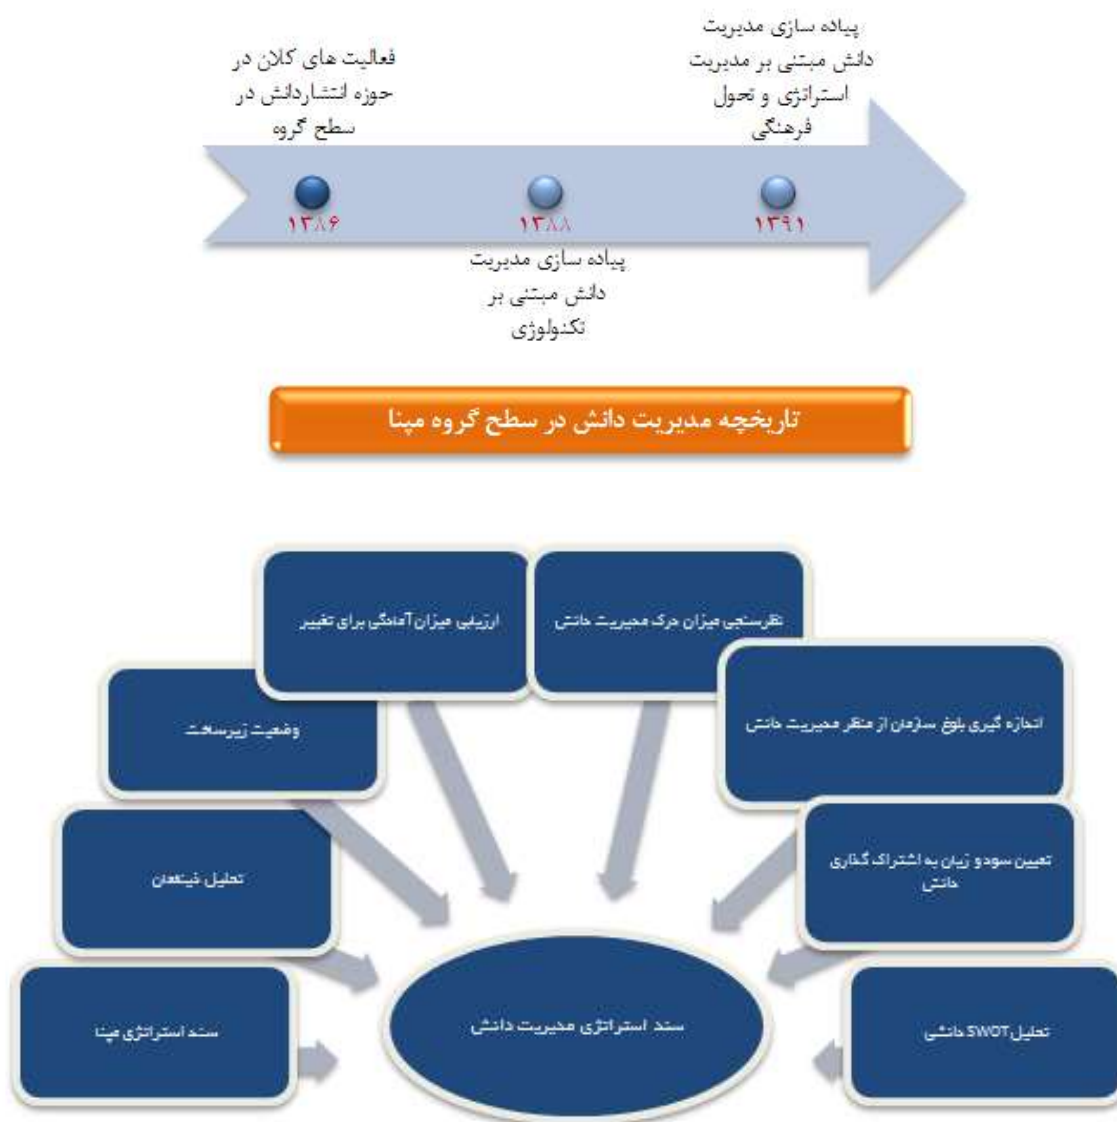 پیاده سازی مدیریت
دانش مبتنی بر مدیریت
استراتژی و تحول
فرهنگی
فعالیت های کلان در
حوزه انتشاردانش در
سطح گروه
۱۳۸۶
۱۳۸۸
۱۳۹۱
پیاده سازی مدیریت
دانش مبتنی بر
تکنولوژی
تاریخچه مدیریت دانش در سطح گروه مپنا
نظرسنجی میزان درک مدیریت دانش
ارزیابی میزان آمادگی برای تغییر
اندازه گیری بلوغ سازمان از منظر مدیریت دانش
وضعیت زیرساخت
تعیین سود و زیان به اشتراک گذاری
دانش
تحلیل ذینفعان
تحلیل SWOT دانشی
سند استراتژی مدیریت دانش
سند استراتژی مپنا